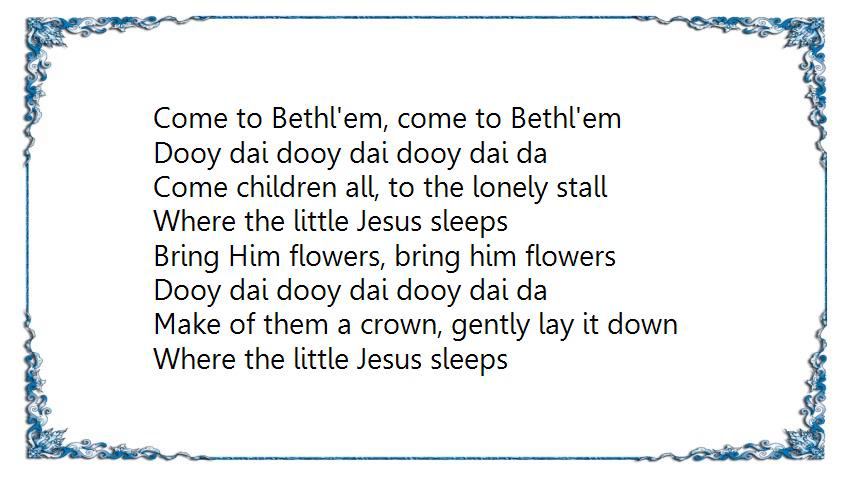 Come to Bethl'em, come to Bethl'em
Dooy dai dooy dai dooy dai da
Come children all, to the lonely stall
Where the little Jesus sleeps
Bring Him flowers, bring him flowers
Dooy dai dooy dai dooy dai da
Make of them a crown, gently lay it down
Where the little Jesus sleeps